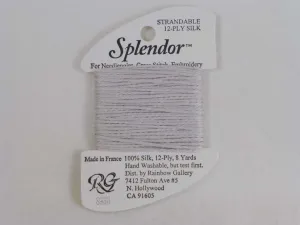 STRANDABLE
12-PLY SILK
Splendor™
For Needlepoint, Cross Stitch, Embroidery
Made in France
100% Silk, 12-Ply, 8 Yards
Hand Washable, but test first.
Dist. by Rainbow Gallery
7412 Fulton Ave #5
N. Hollywood
CA 91605
RG